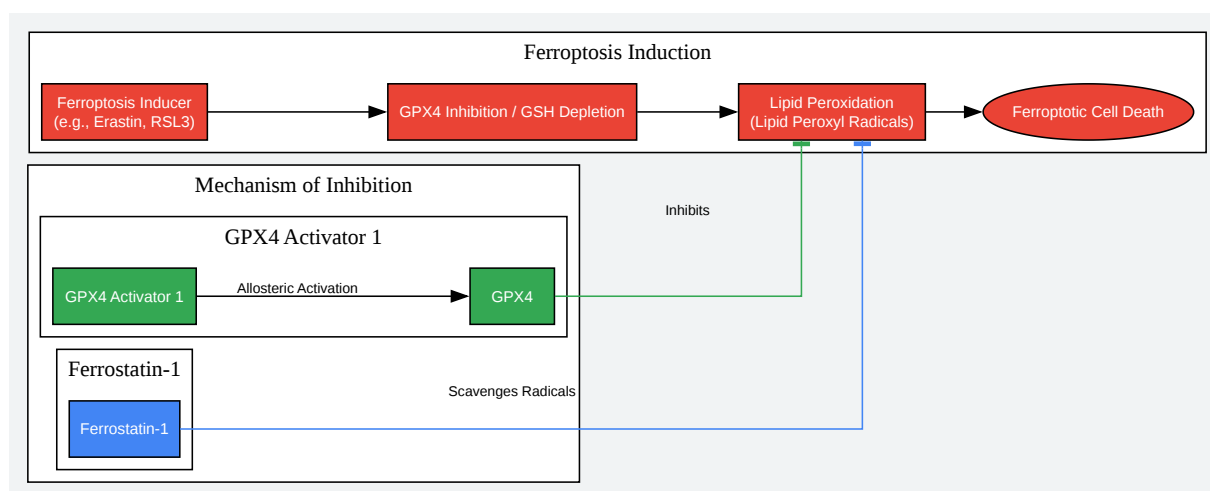 Ferroptosis Induction
Ferroptosis Inducer
(e.g., Erastin, RSL3)
GPX4 Inhibition / GSH Depletion
Lipid Peroxidation
(Lipid Peroxyl Radicals)
Ferroptotic Cell Death
Mechanism of Inhibition
Inhibits
GPX4 Activator 1
GPX4 Activator 1
Allosteric Activation
GPX4
Ferrostatin-1
Scavenges Radicals
Ferrostatin-1